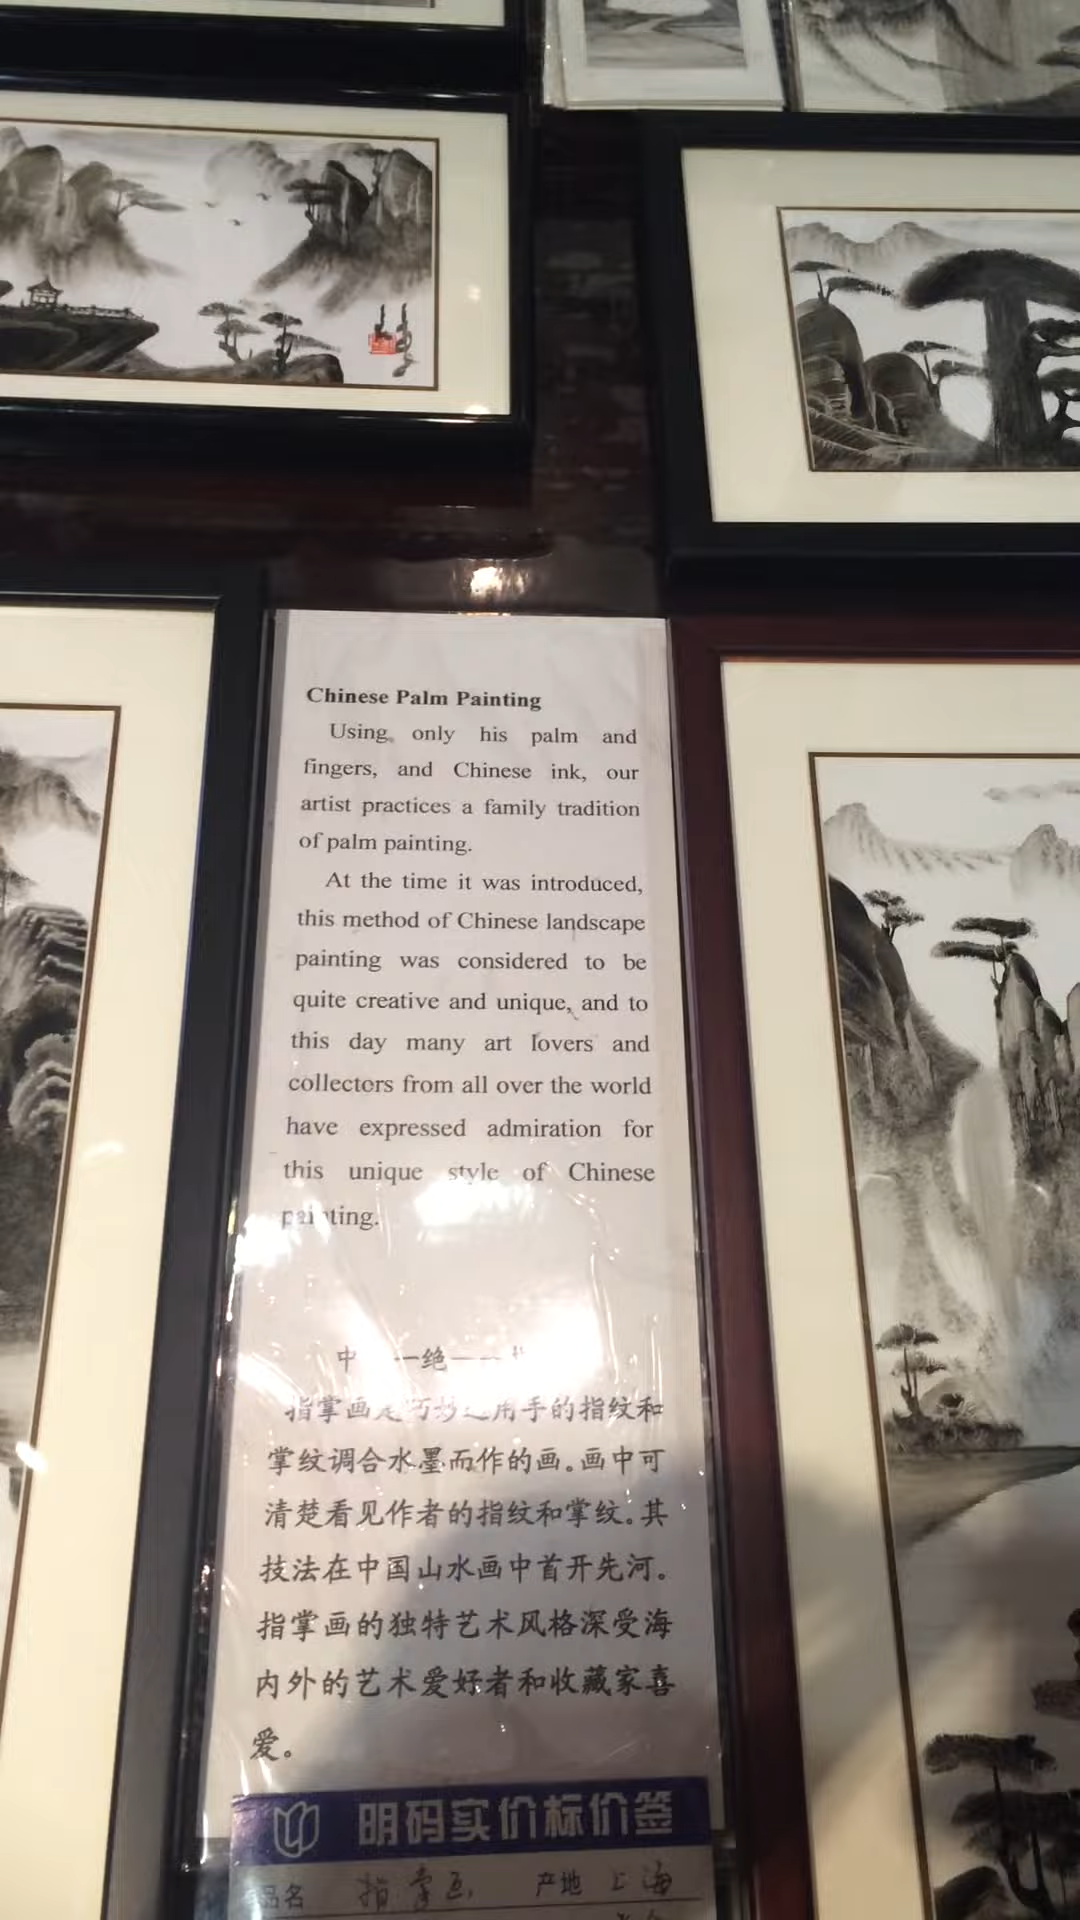 Chinese Palm Painting
Using only his palm and
fingers, and Chinese ink, our
artist practices a family tradition
of palm painting.
At the time it was introduced,
this method of Chinese landscape
painting was considered to be
quite creative and unique, and to
this day many art lovers and
collectors from all over the world
have expressed admiration for
this unique style of Chinese
painting.
中 一绝一
指掌画是巧妙运用手的指纹和
掌纹调合水墨而作的画。画中可
清楚看见作者的指纹和掌纹。其
技法在中国山水画中首开先河。
指掌画的独特艺术风格深受海
内外的艺术爱好者和收藏家喜
爱。
明码实价标价签
品名 指掌画 产地 上海